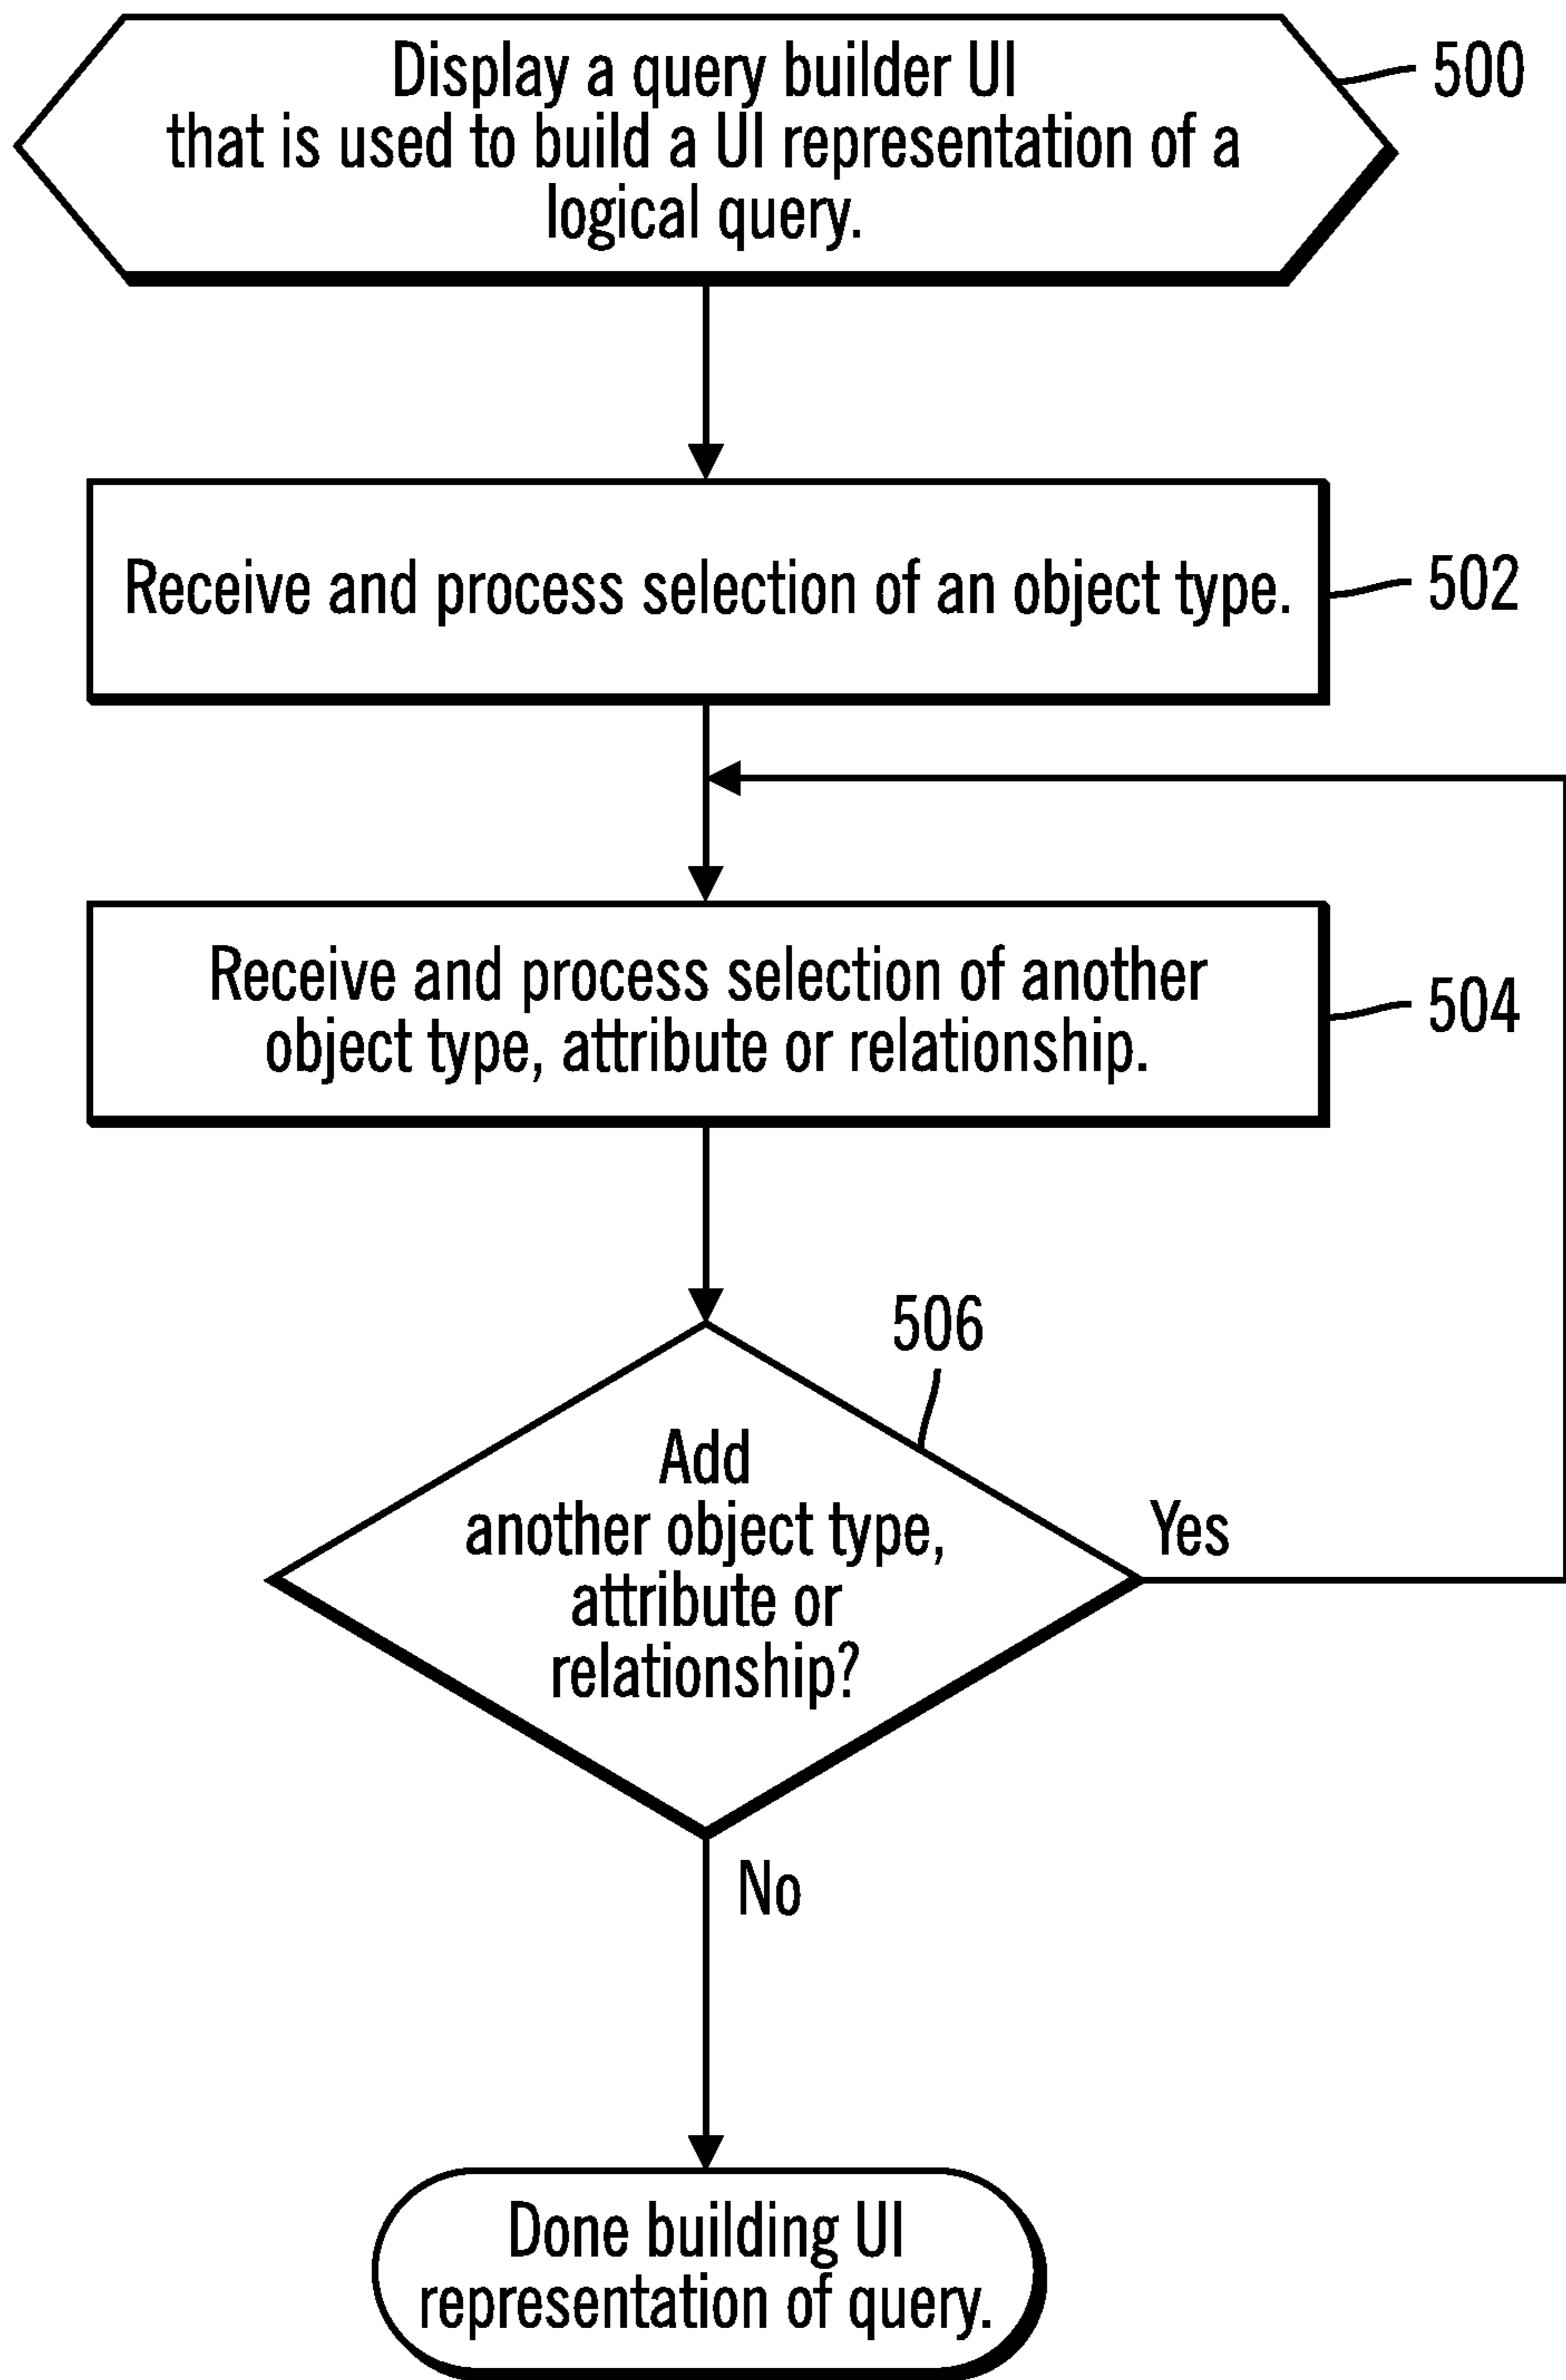 Display a query builder UI
that is used to build a UI representation of a
logical query.
500
Receive and process selection of an object type.
502
Receive and process selection of another
object type, attribute or relationship.
504
506
Add
another object type,
attribute or
relationship?
Yes
No
Done building UI
representation of query.